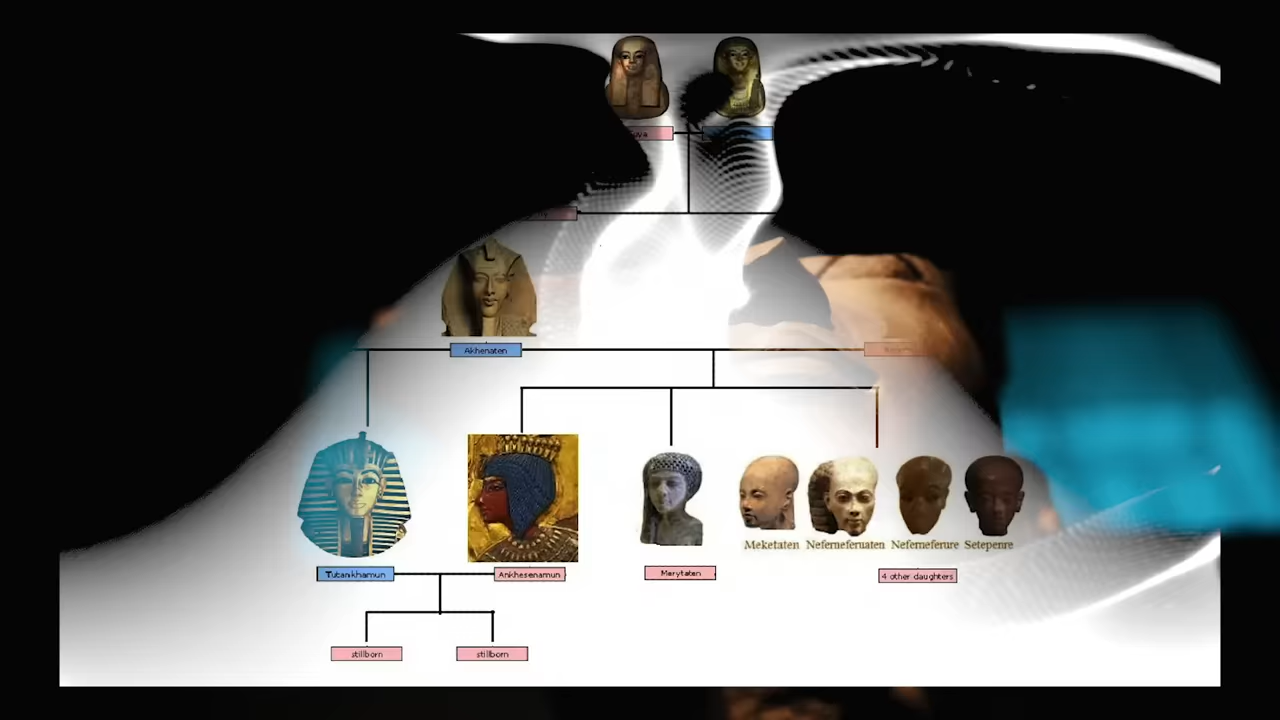 Akhenaten
Meketaten Neferneferuaten Neferneferure Setepenre
Tutankhamun
Ankhesenamun
Merytaten
4 other daughters
stillborn
stillborn